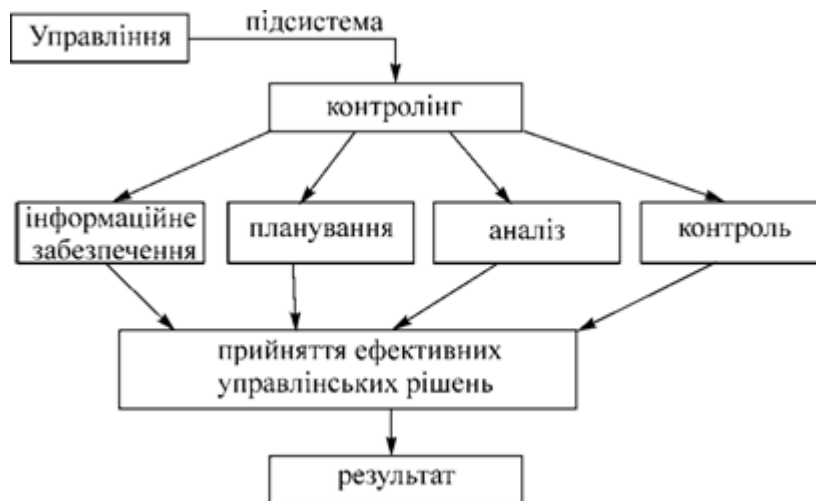 Управління
підсистема
контролінг
інформаційне
забезпечення
планування
аналіз
контроль
прийняття ефективних
управлінських рішень
результат